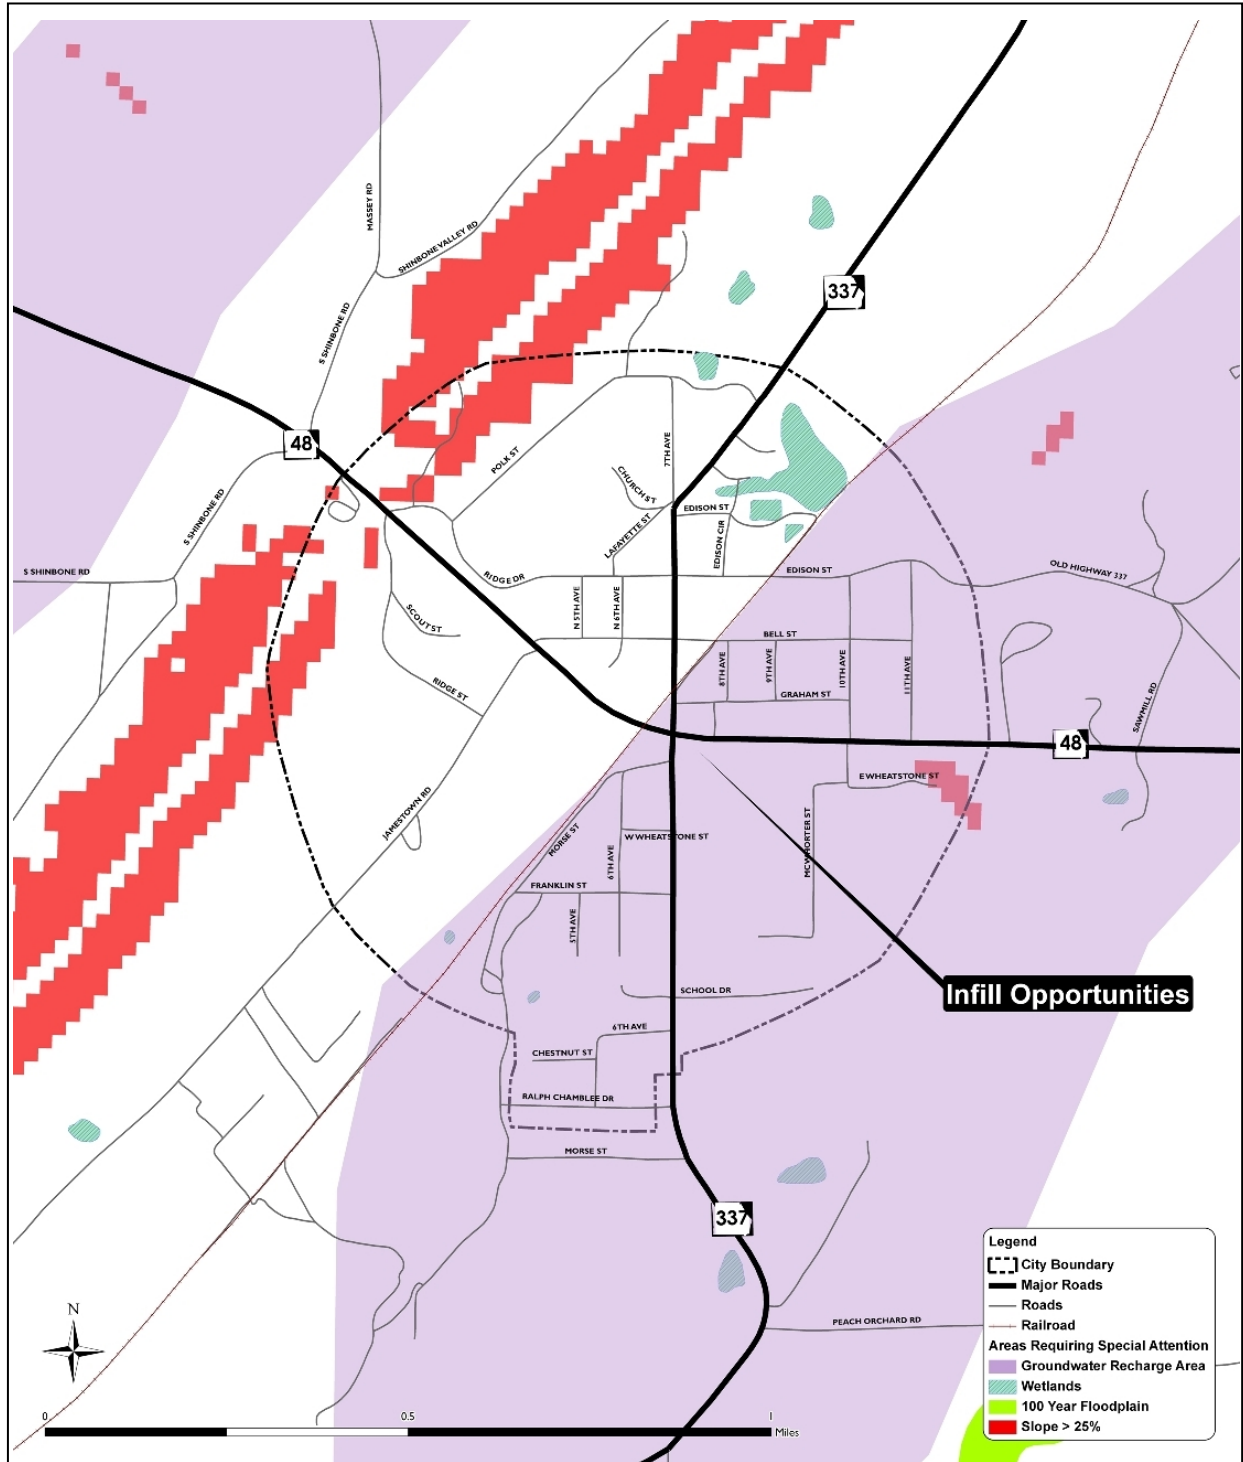 MASSEY RD
SHINBONE VALLEY RD
S SHINBONE RD
337
48
POLK ST
7TH AVE
CHURCH ST
LAFAYETTE ST
EDISON ST
EDISON CIR
S SHINBONE RD
S SHINBONE RD
RIDGE DR
EDISON ST
OLD HIGHWAY 337
N 5TH AVE
N 6TH AVE
SCOUT ST
BELL ST
8TH AVE
9TH AVE
10TH AVE
11TH AVE
RIDGE ST
GRAHAM ST
SAWMILL RD
48
E WHEATSTONE ST
JAMESTOWN RD
MORSE ST
W WHEATSTONE ST
6TH AVE
MCWHORTER ST
FRANKLIN ST
5TH AVE
SCHOOL DR
Infill Opportunities
6TH AVE
CHESTNUT ST
RALPH CHAMBLEE DR
MORSE ST
337
PEACH ORCHARD RD
N
0
0.5
1
Miles
Legend
City Boundary
Major Roads
Roads
Railroad
Areas Requiring Special Attention
Groundwater Recharge Area
Wetlands
100 Year Floodplain
Slope > 25%